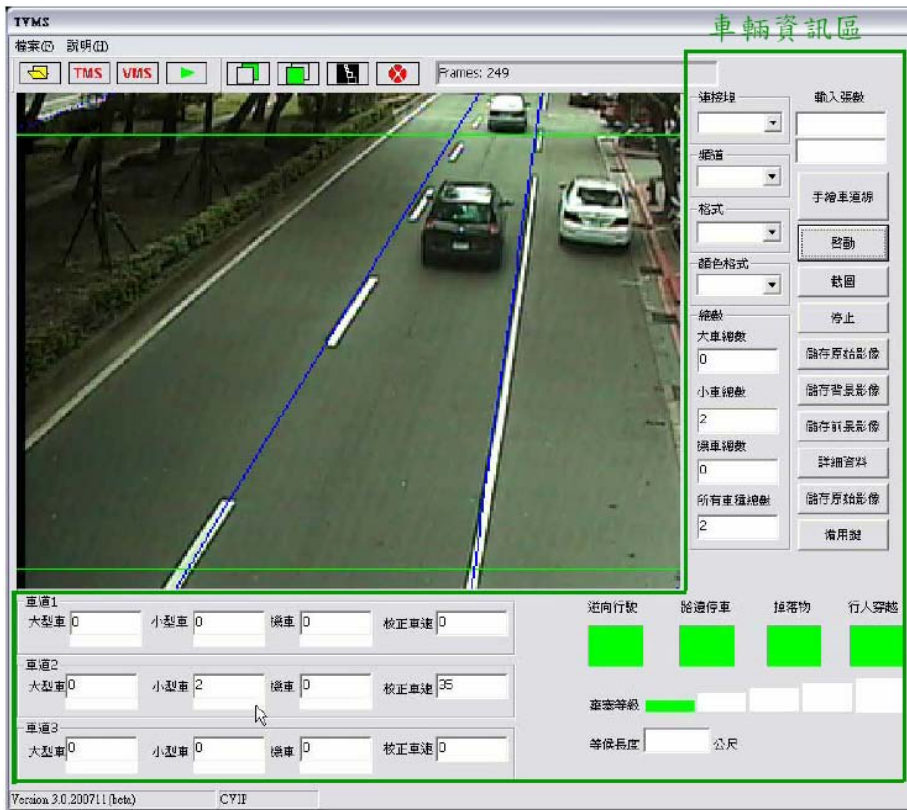 TVMS
車輛資訊區
檔案(F) 說明(H)
TMS VMS Frames: 249
連接埠
輸入張數
頻道
手繪車道線
格式
啟動
顏色格式
截圖
總數
停止
大車總數
0
儲存原始影像
小車總數
儲存背景影像
2
儲存前景影像
機車總數
0
詳細資料
所有車種總數
儲存原始影像
2
備用鍵
車道1
大型車 0 小型車 0 機車 0 校正車速 0
逆向行駛 路邊停車 掉落物 行人穿越
車道2
大型車 0 小型車 2 機車 0 校正車速 35
壅塞等級
車道3
大型車 0 小型車 0 機車 0 校正車速 0
等候長度 公尺
Version 3.0.200711 (beta) CVIP